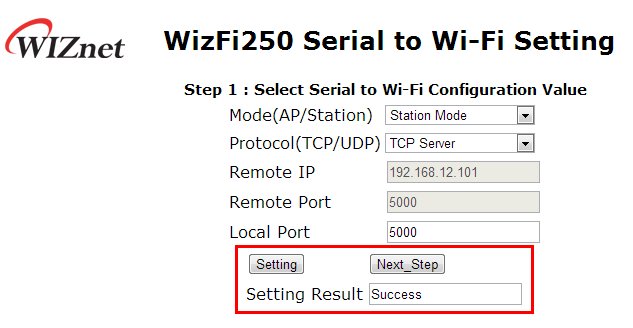 WIZnet
WizFi250 Serial to Wi-Fi Setting
Step 1 : Select Serial to Wi-Fi Configuration Value
Mode(AP/Station) Station Mode
Protocol(TCP/UDP) TCP Server
Remote IP 192.168.12.101
Remote Port 5000
Local Port 5000
Setting Next_Step
Setting Result Success